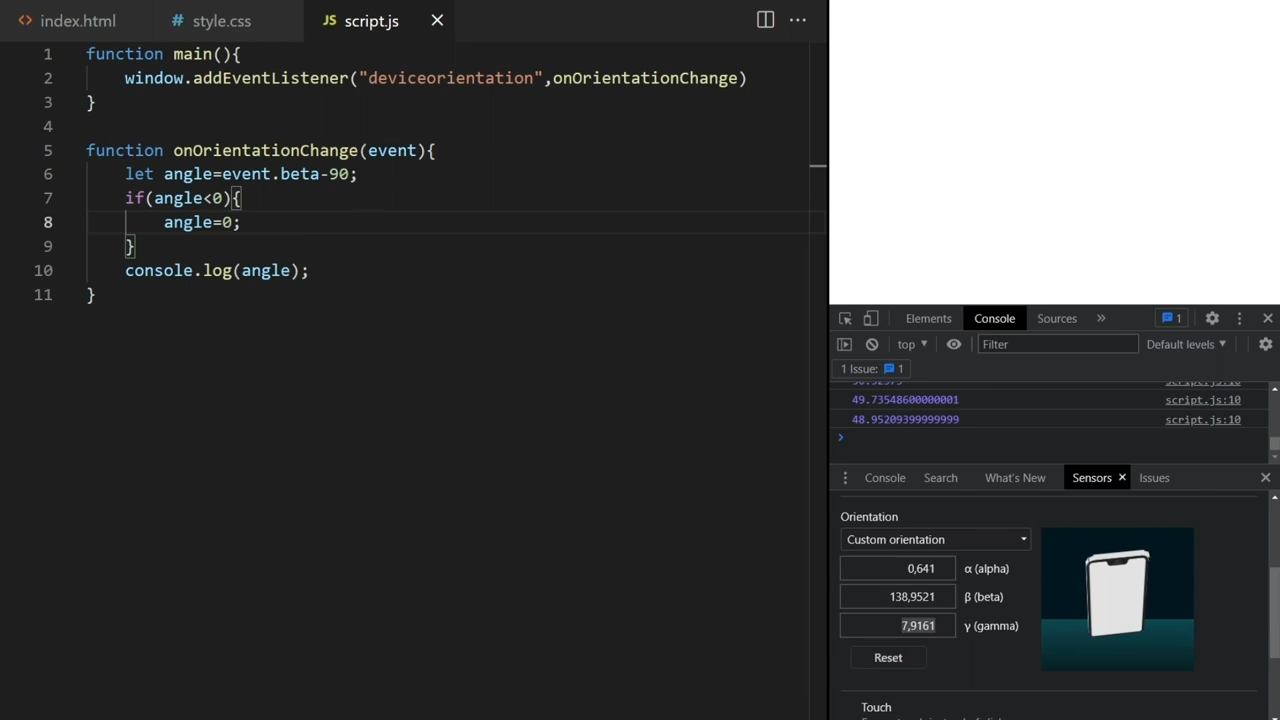 index.html
style.css
JS script.js
1 function main(){
2 window.addEventListener("deviceorientation",onOrientationChange)
3 }
4
5 function onOrientationChange(event){
6 let angle=event.beta-90;
7 if(angle<0){
8 angle=0;
9 }
10 console.log(angle);
11 }
Elements Console Sources » 1
top Filter Default levels
1 Issue: 1
script.js:10
49.73548600000001 script.js:10
48.95209399999999 script.js:10
Console Search What's New Sensors Issues
Orientation
Custom orientation
0,641 α (alpha)
138,9521 β (beta)
7,9161 γ (gamma)
Reset
Touch